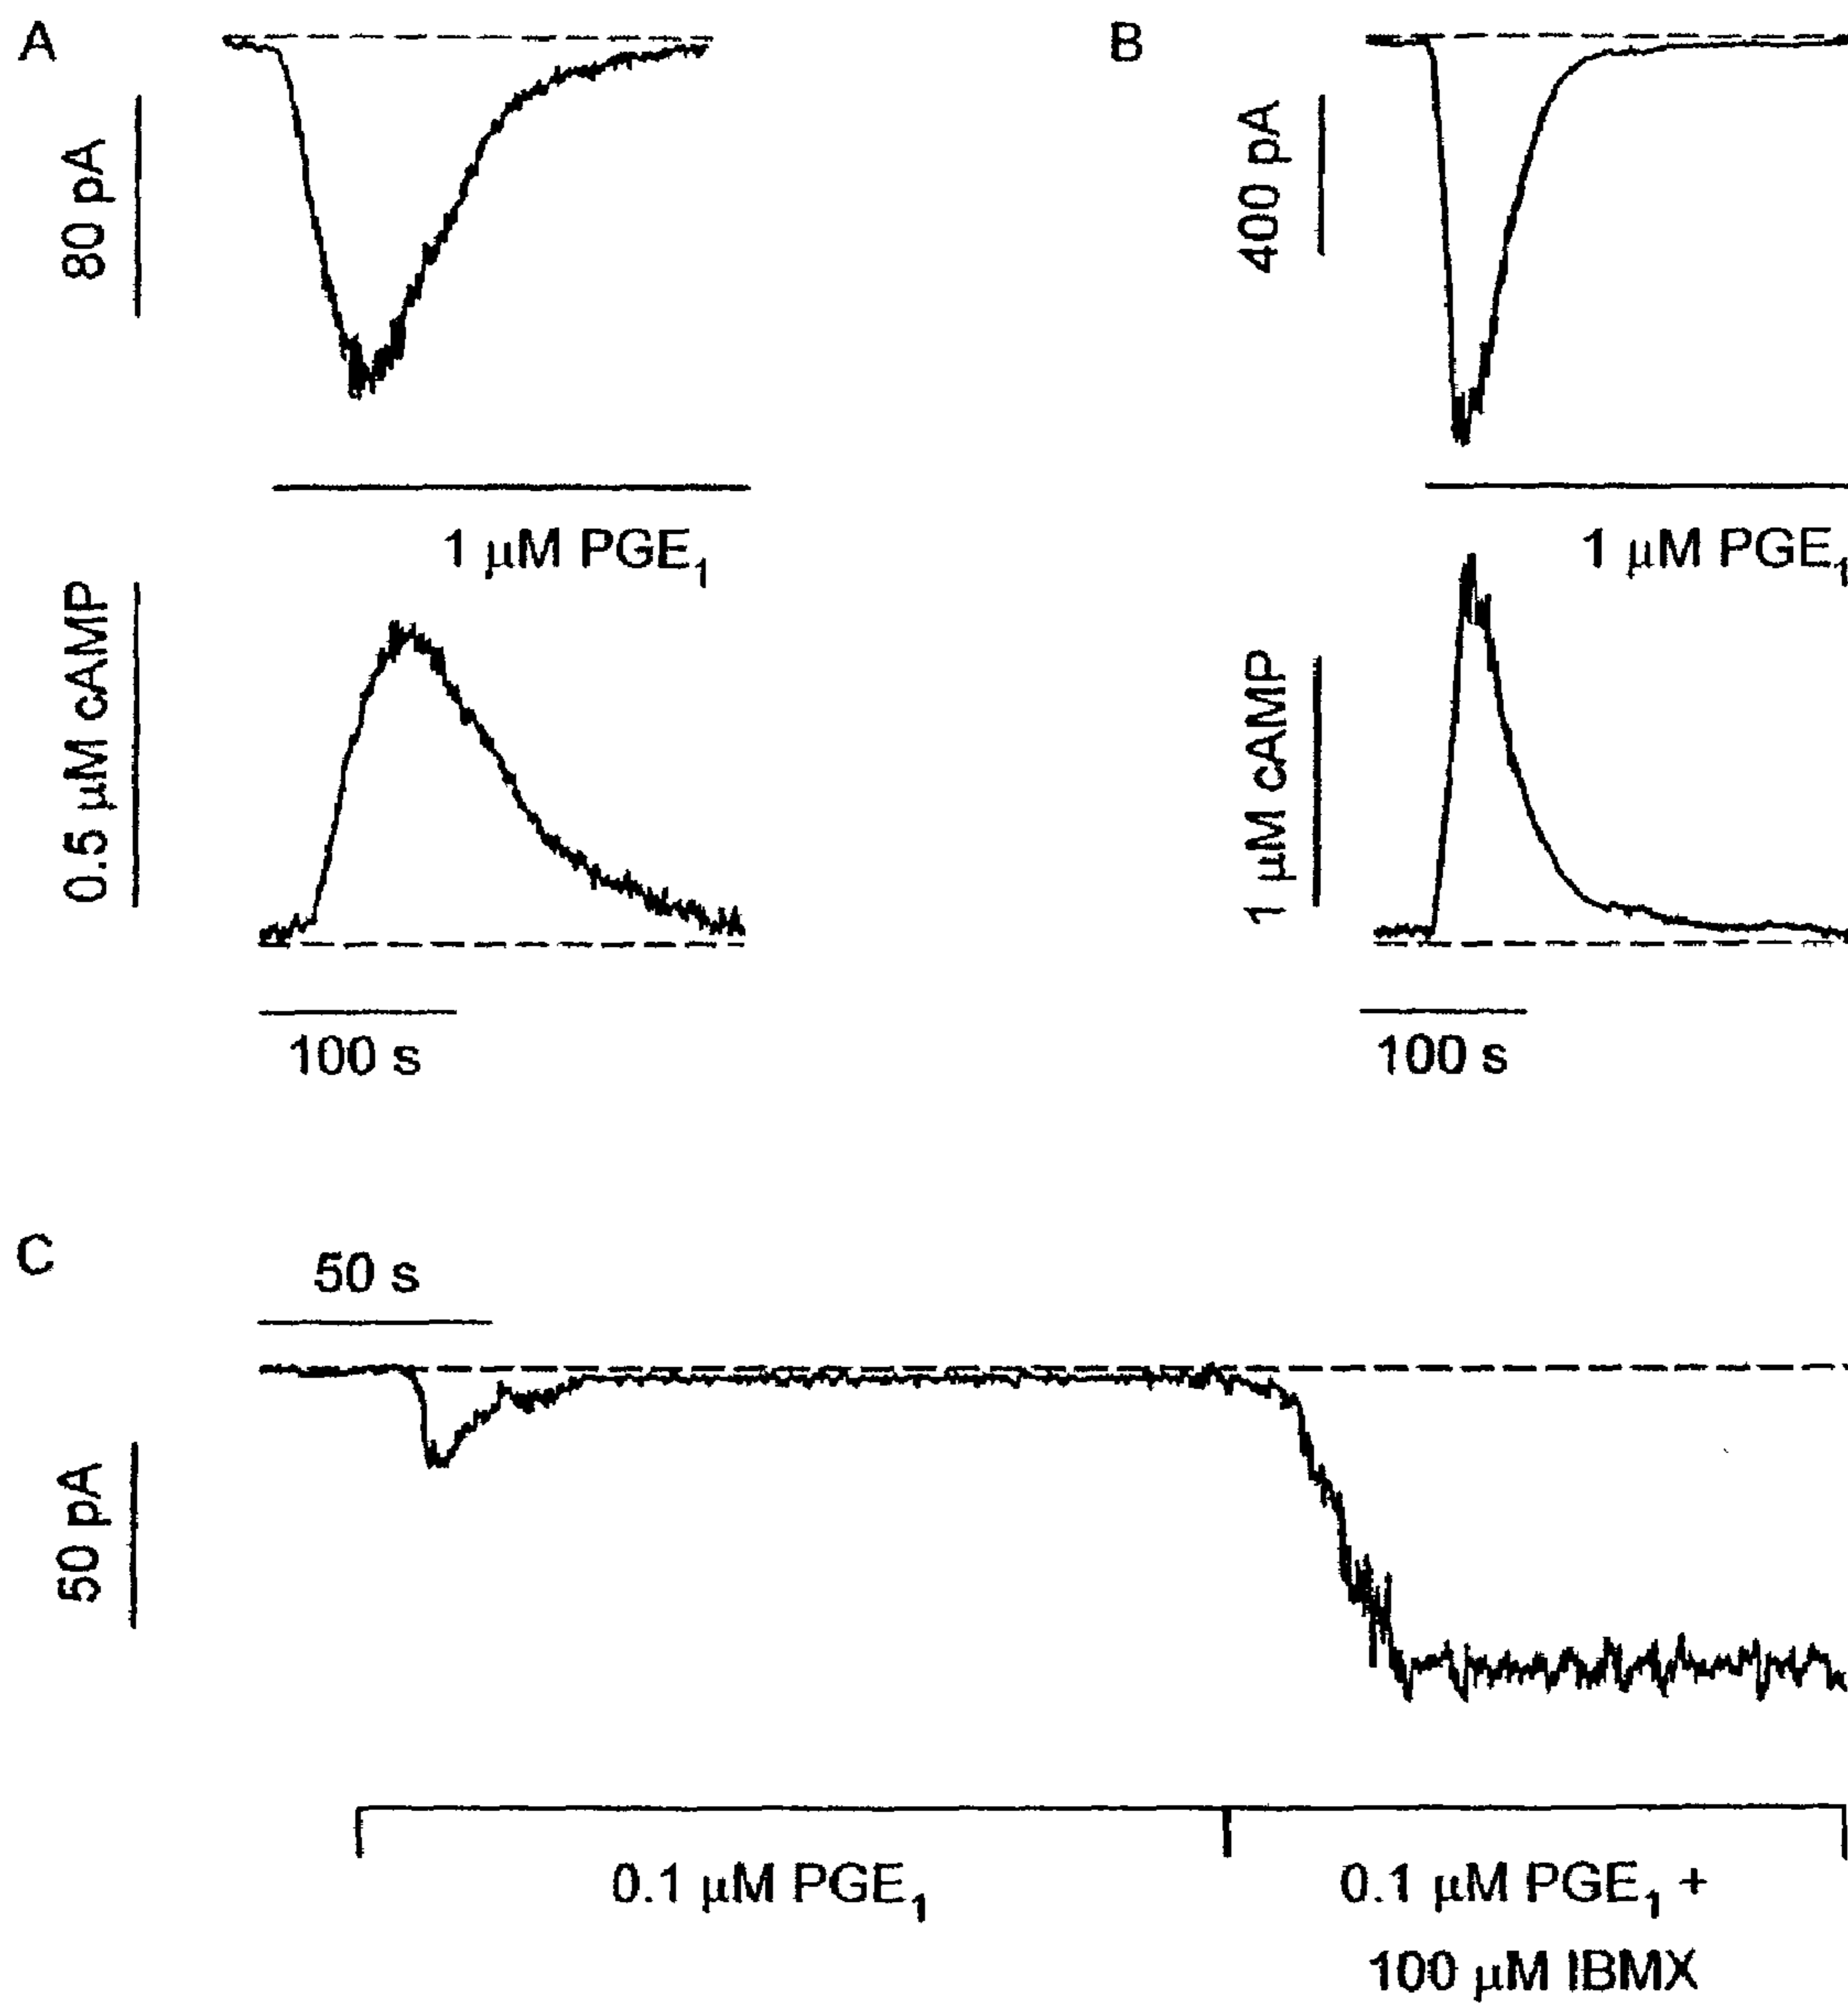 A
B
80 pA
400 pA
1 µM PGE₁
1 µM PGE₁
0.5 µM cAMP
1 µM cAMP
100 s
100 s
C
50 s
50 pA
0.1 µM PGE₁
0.1 µM PGE₁ +
100 µM IBMX